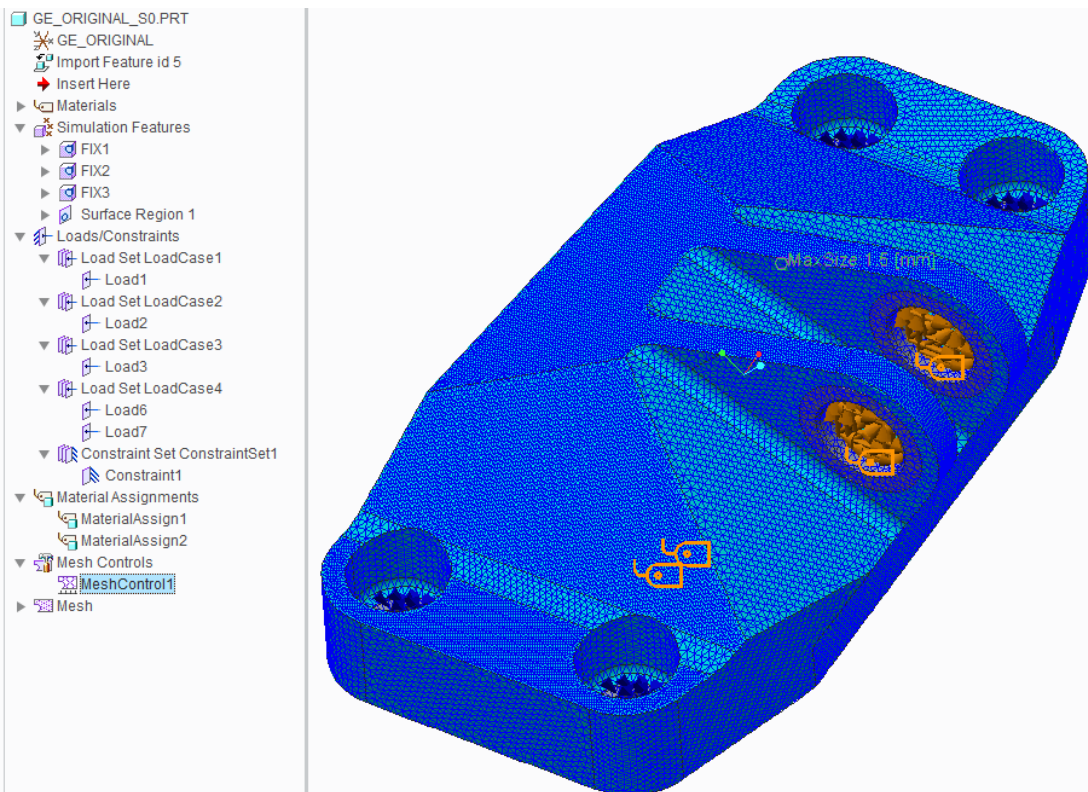 GE_ORIGINAL_S0.PRT
GE_ORIGINAL
Import Feature id 5
Insert Here
Materials
Simulation Features
FIX1
FIX2
FIX3
Surface Region 1
Loads/Constraints
Load Set LoadCase1
Load1
Load Set LoadCase2
Load2
Load Set LoadCase3
Load3
Load Set LoadCase4
Load6
Load7
Constraint Set ConstraintSet1
Constraint1
Material Assignments
MaterialAssign1
MaterialAssign2
Mesh Controls
MeshControl1
Mesh
MaxSize 1.6 [mm]